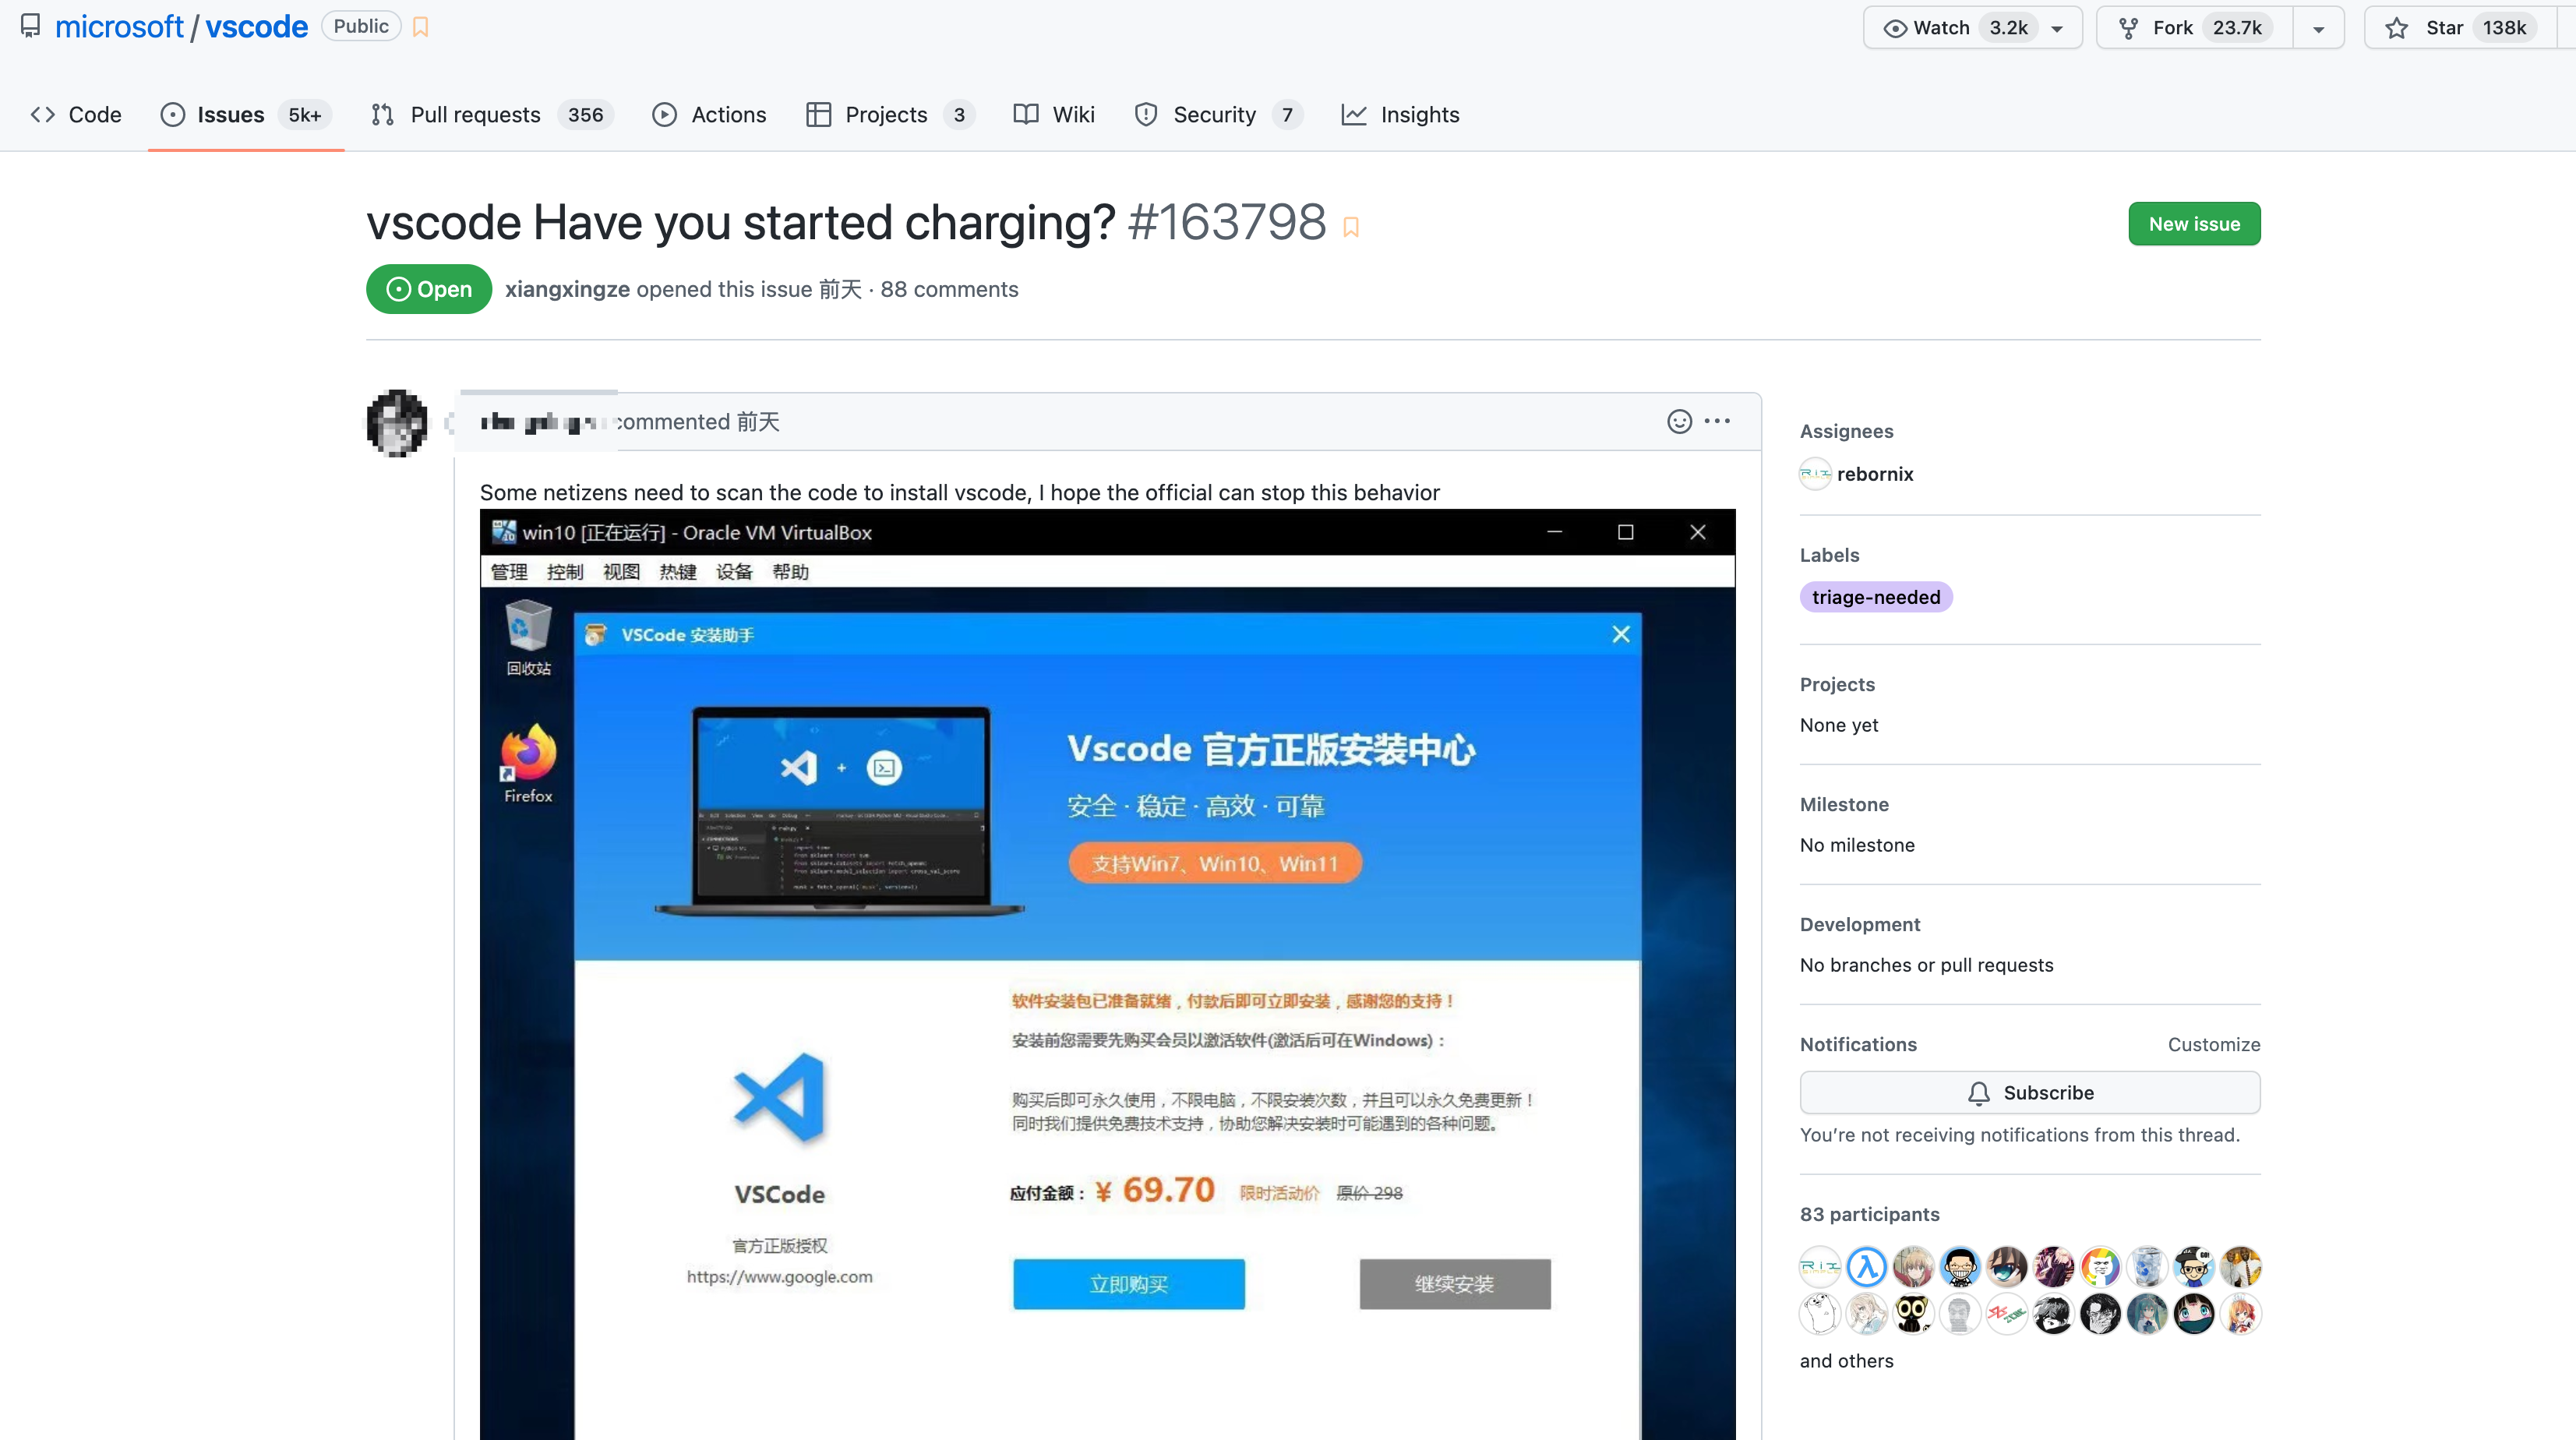 microsoft / vscode Public
Watch 3.2k Fork 23.7k Star 138k
Code Issues 5k+ Pull requests 356 Actions Projects 3 Wiki Security 7 Insights
vscode Have you started charging? #163798
New issue
Open xiangxingze opened this issue 前天 · 88 comments
commented 前天
Some netizens need to scan the code to install vscode, I hope the official can stop this behavior
win10 [正在运行] - Oracle VM VirtualBox
管理 控制 视图 热键 设备 帮助
回收站
Firefox
VSCode 安装助手
Vscode 官方正版安装中心
安全 · 稳定 · 高效 · 可靠
支持Win7、Win10、Win11
软件安装包已准备就绪，付款后即可立即安装，感谢您的支持！
安装前您需要先购买会员以激活软件(激活后可在Windows)：
购买后即可永久使用，不限电脑，不限安装次数，并且可以永久免费更新！
同时我们提供免费技术支持，协助您解决安装时可能遇到的各种问题。
VSCode
官方正版授权
https://www.google.com
应付金额： ¥ 69.70 限时活动价 原价 298
立即购买 继续安装
Assignees
rebornix
Labels
triage-needed
Projects
None yet
Milestone
No milestone
Development
No branches or pull requests
Notifications Customize
Subscribe
You’re not receiving notifications from this thread.
83 participants
and others